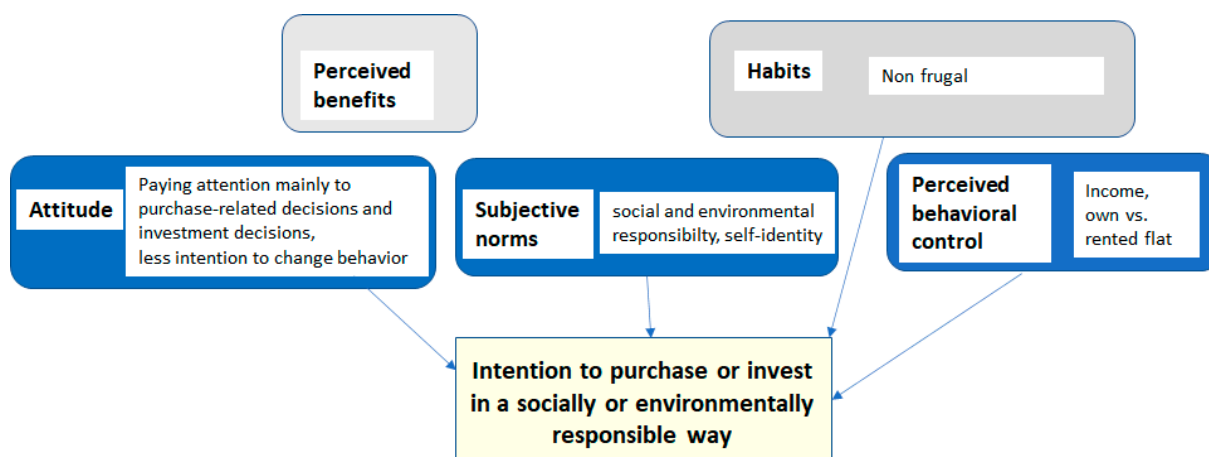 Perceived
benefits
Habits
Non frugal
Attitude
Paying attention mainly to
purchase-related decisions and
investment decisions,
less intention to change behavior
Subjective
norms
social and environmental
responsibilty, self-identity
Perceived
behavioral
control
Income,
own vs.
rented flat
Intention to purchase or invest
in a socially or environmentally
responsible way